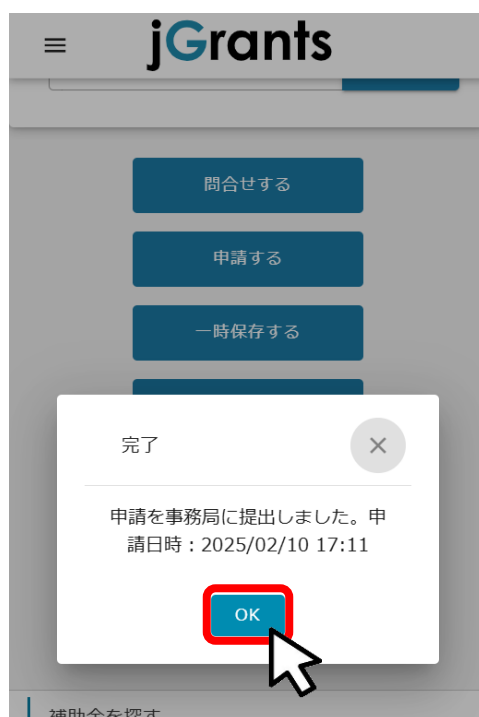 jGrants
問合せする
申請する
一時保存する
完了
申請を事務局に提出しました。申
請日時：2025/02/10 17:11
OK
補助金を探す